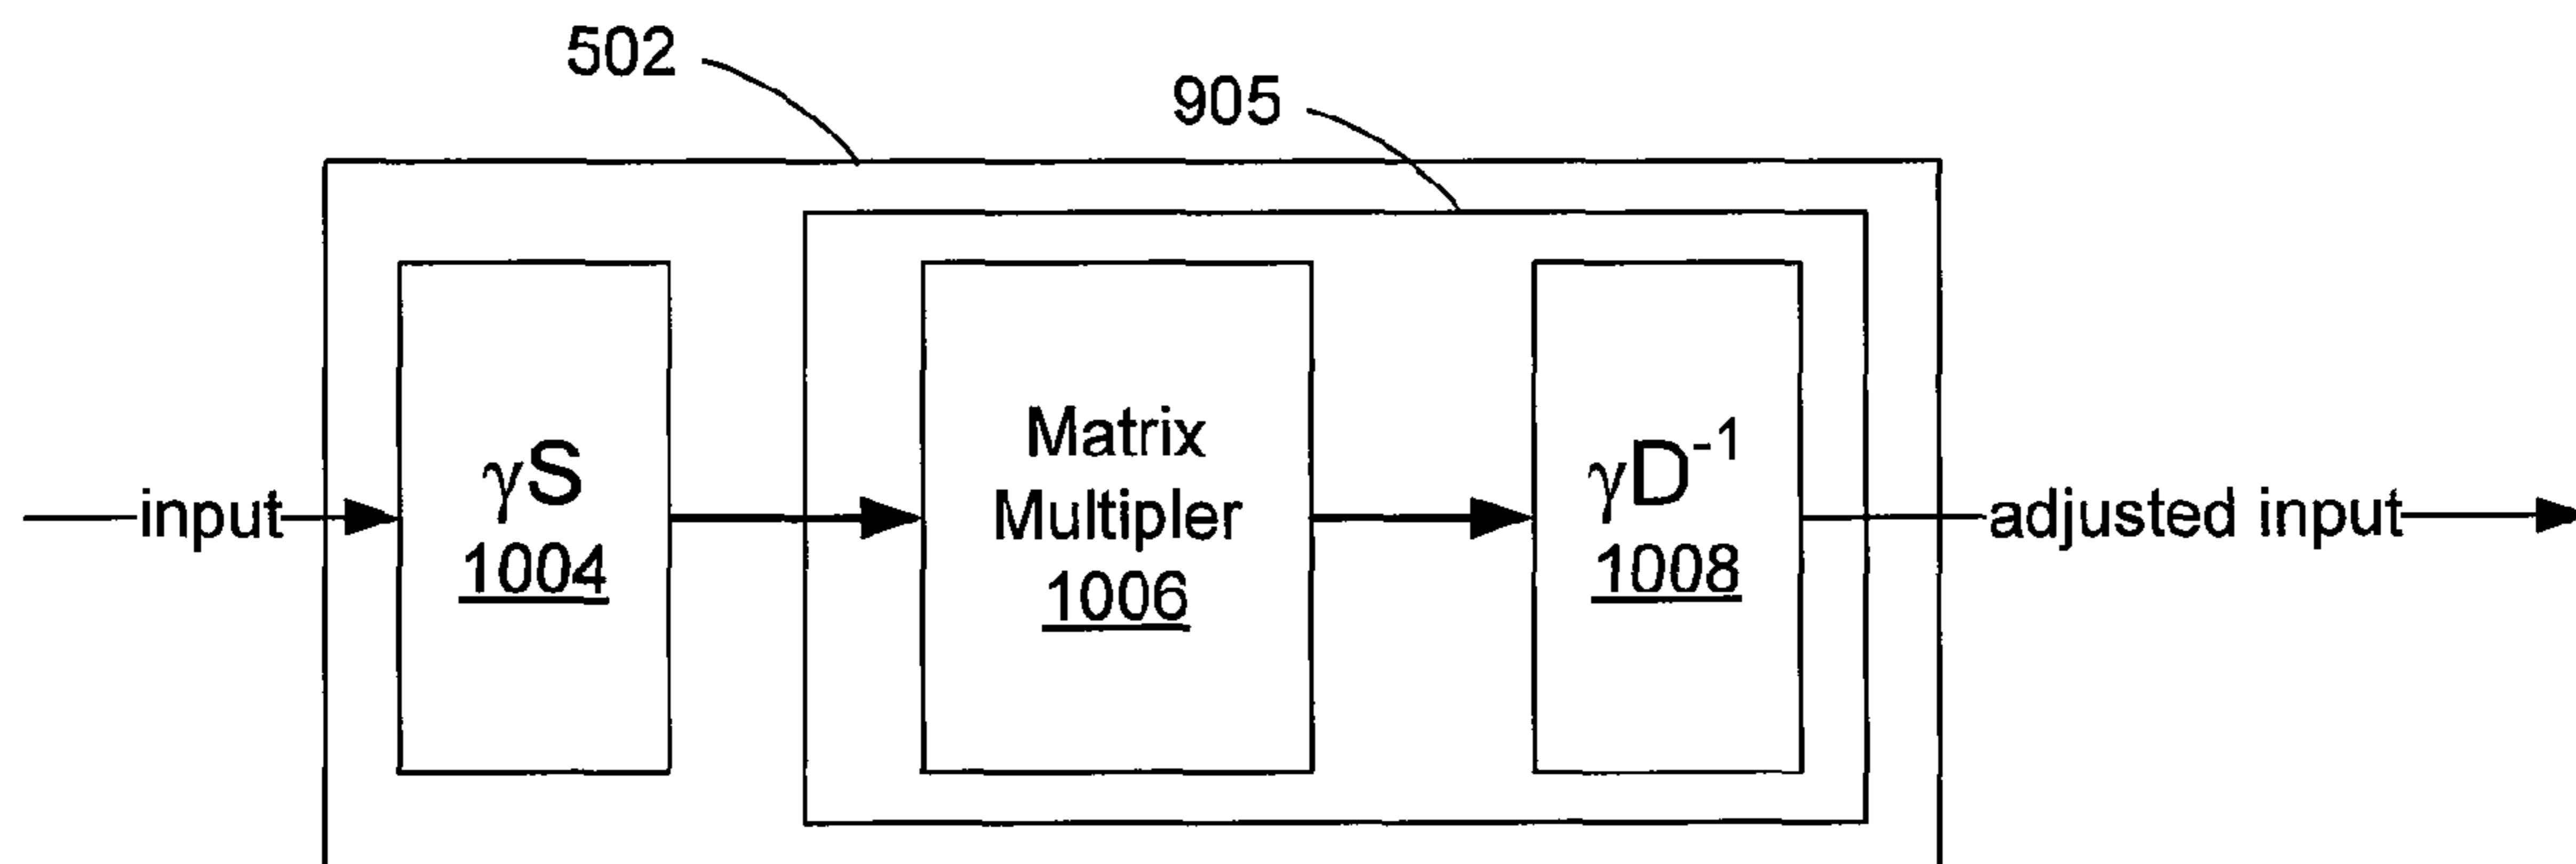 502
905
input
γS
1004
Matrix
Multipler
1006
γD⁻¹
1008
adjusted input